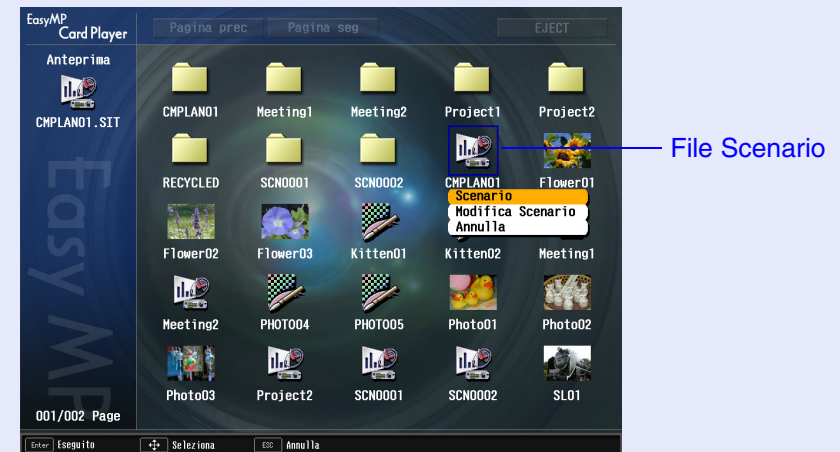 EasyMP
Card Player
Pagina prec
Pagina seg
EJECT
Anteprima
CMPLAN01.SIT
CMPLAN01
Meeting1
Meeting2
Project1
Project2
RECYCLED
SCN0001
SCN0002
CMPLAN01
Flower01
File Scenario
Scenario
Modifica Scenario
Annulla
Flower02
Flower03
Kitten01
Kitten02
Meeting1
Meeting2
PHOTO04
PHOTO05
Photo01
Photo02
Photo03
Project2
SCN0001
SCN0002
SL01
Easy MP
001/002 Page
Enter Eseguito
Seleziona
ESC Annulla